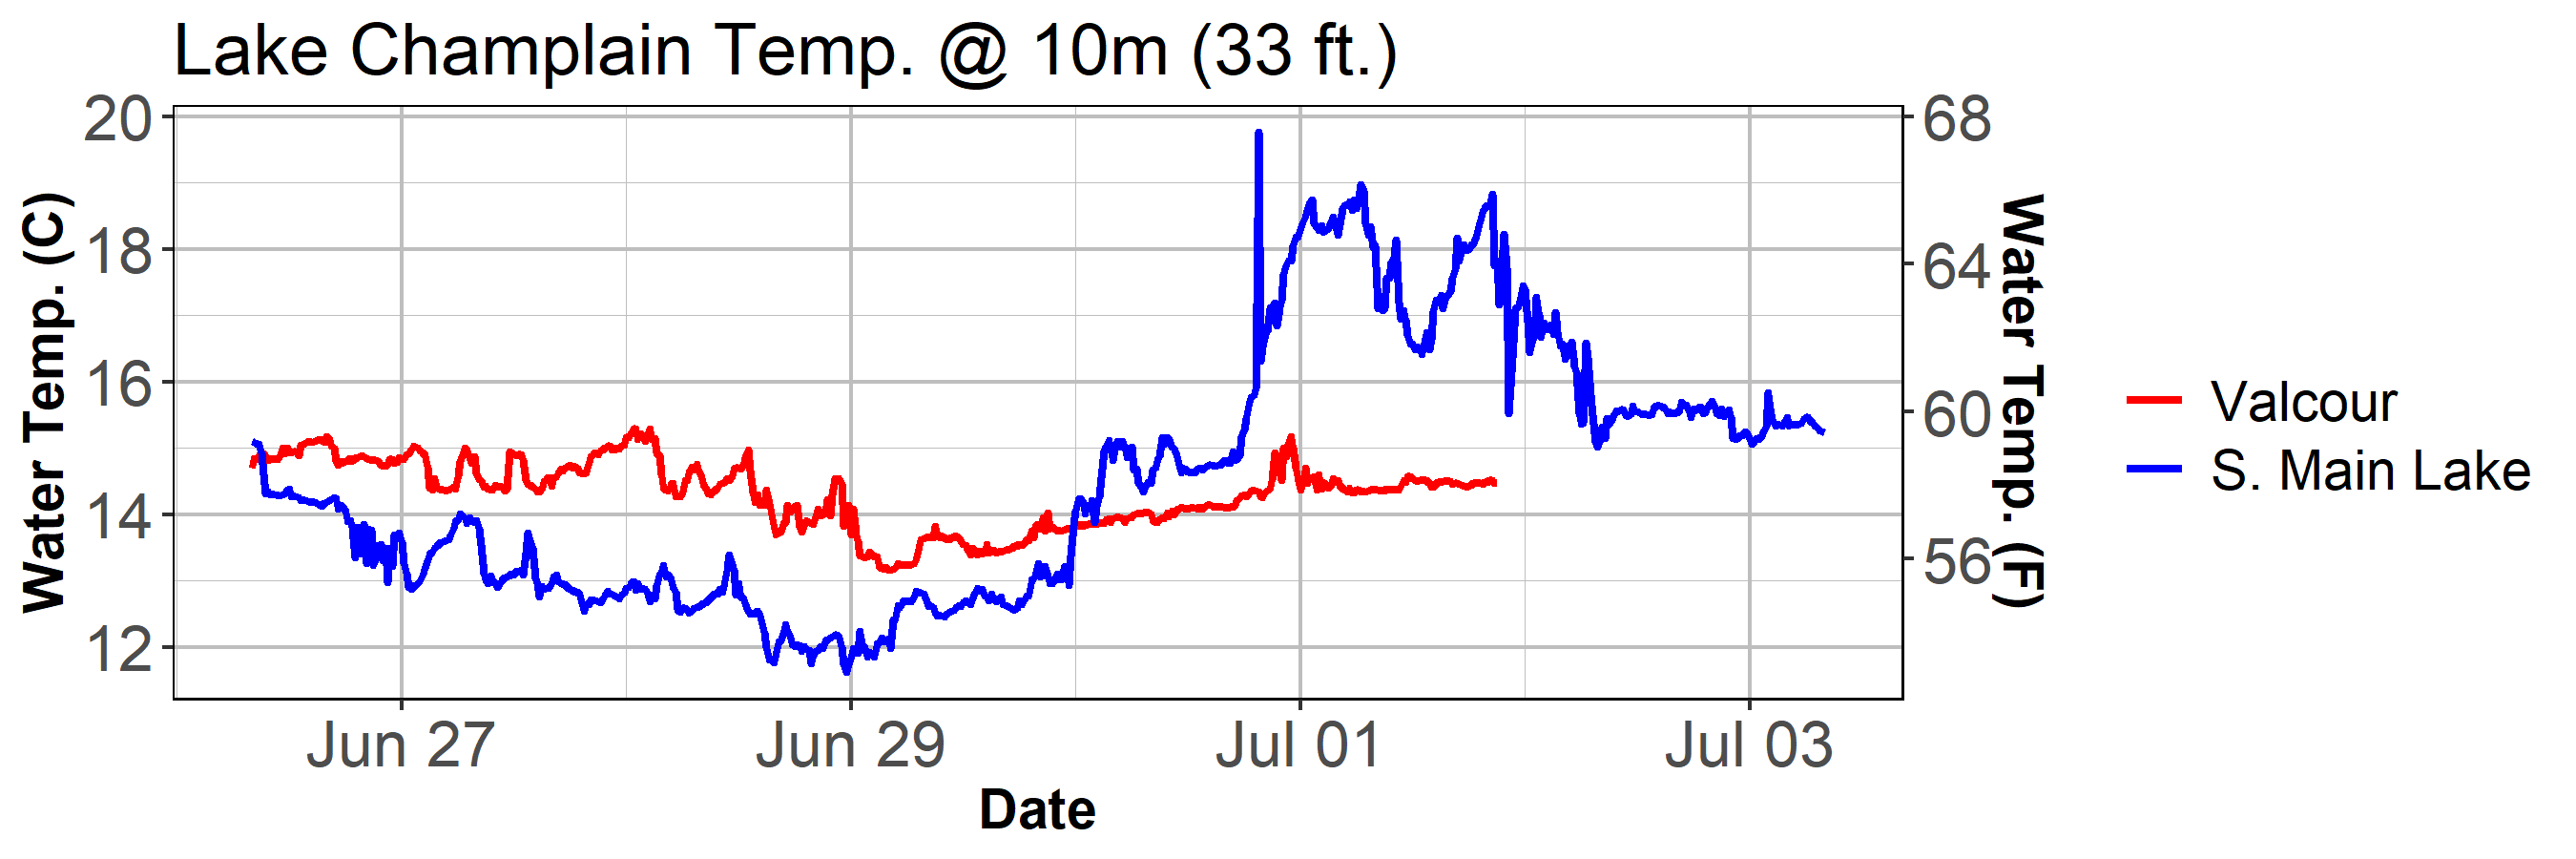 Lake Champlain Temp. @ 10m (33 ft.)
Water Temp. (C)
20
18
16
14
12
68
64
60
56
Water Temp. (F)
Jun 27
Jun 29
Jul 01
Jul 03
Date
Valcour
S. Main Lake